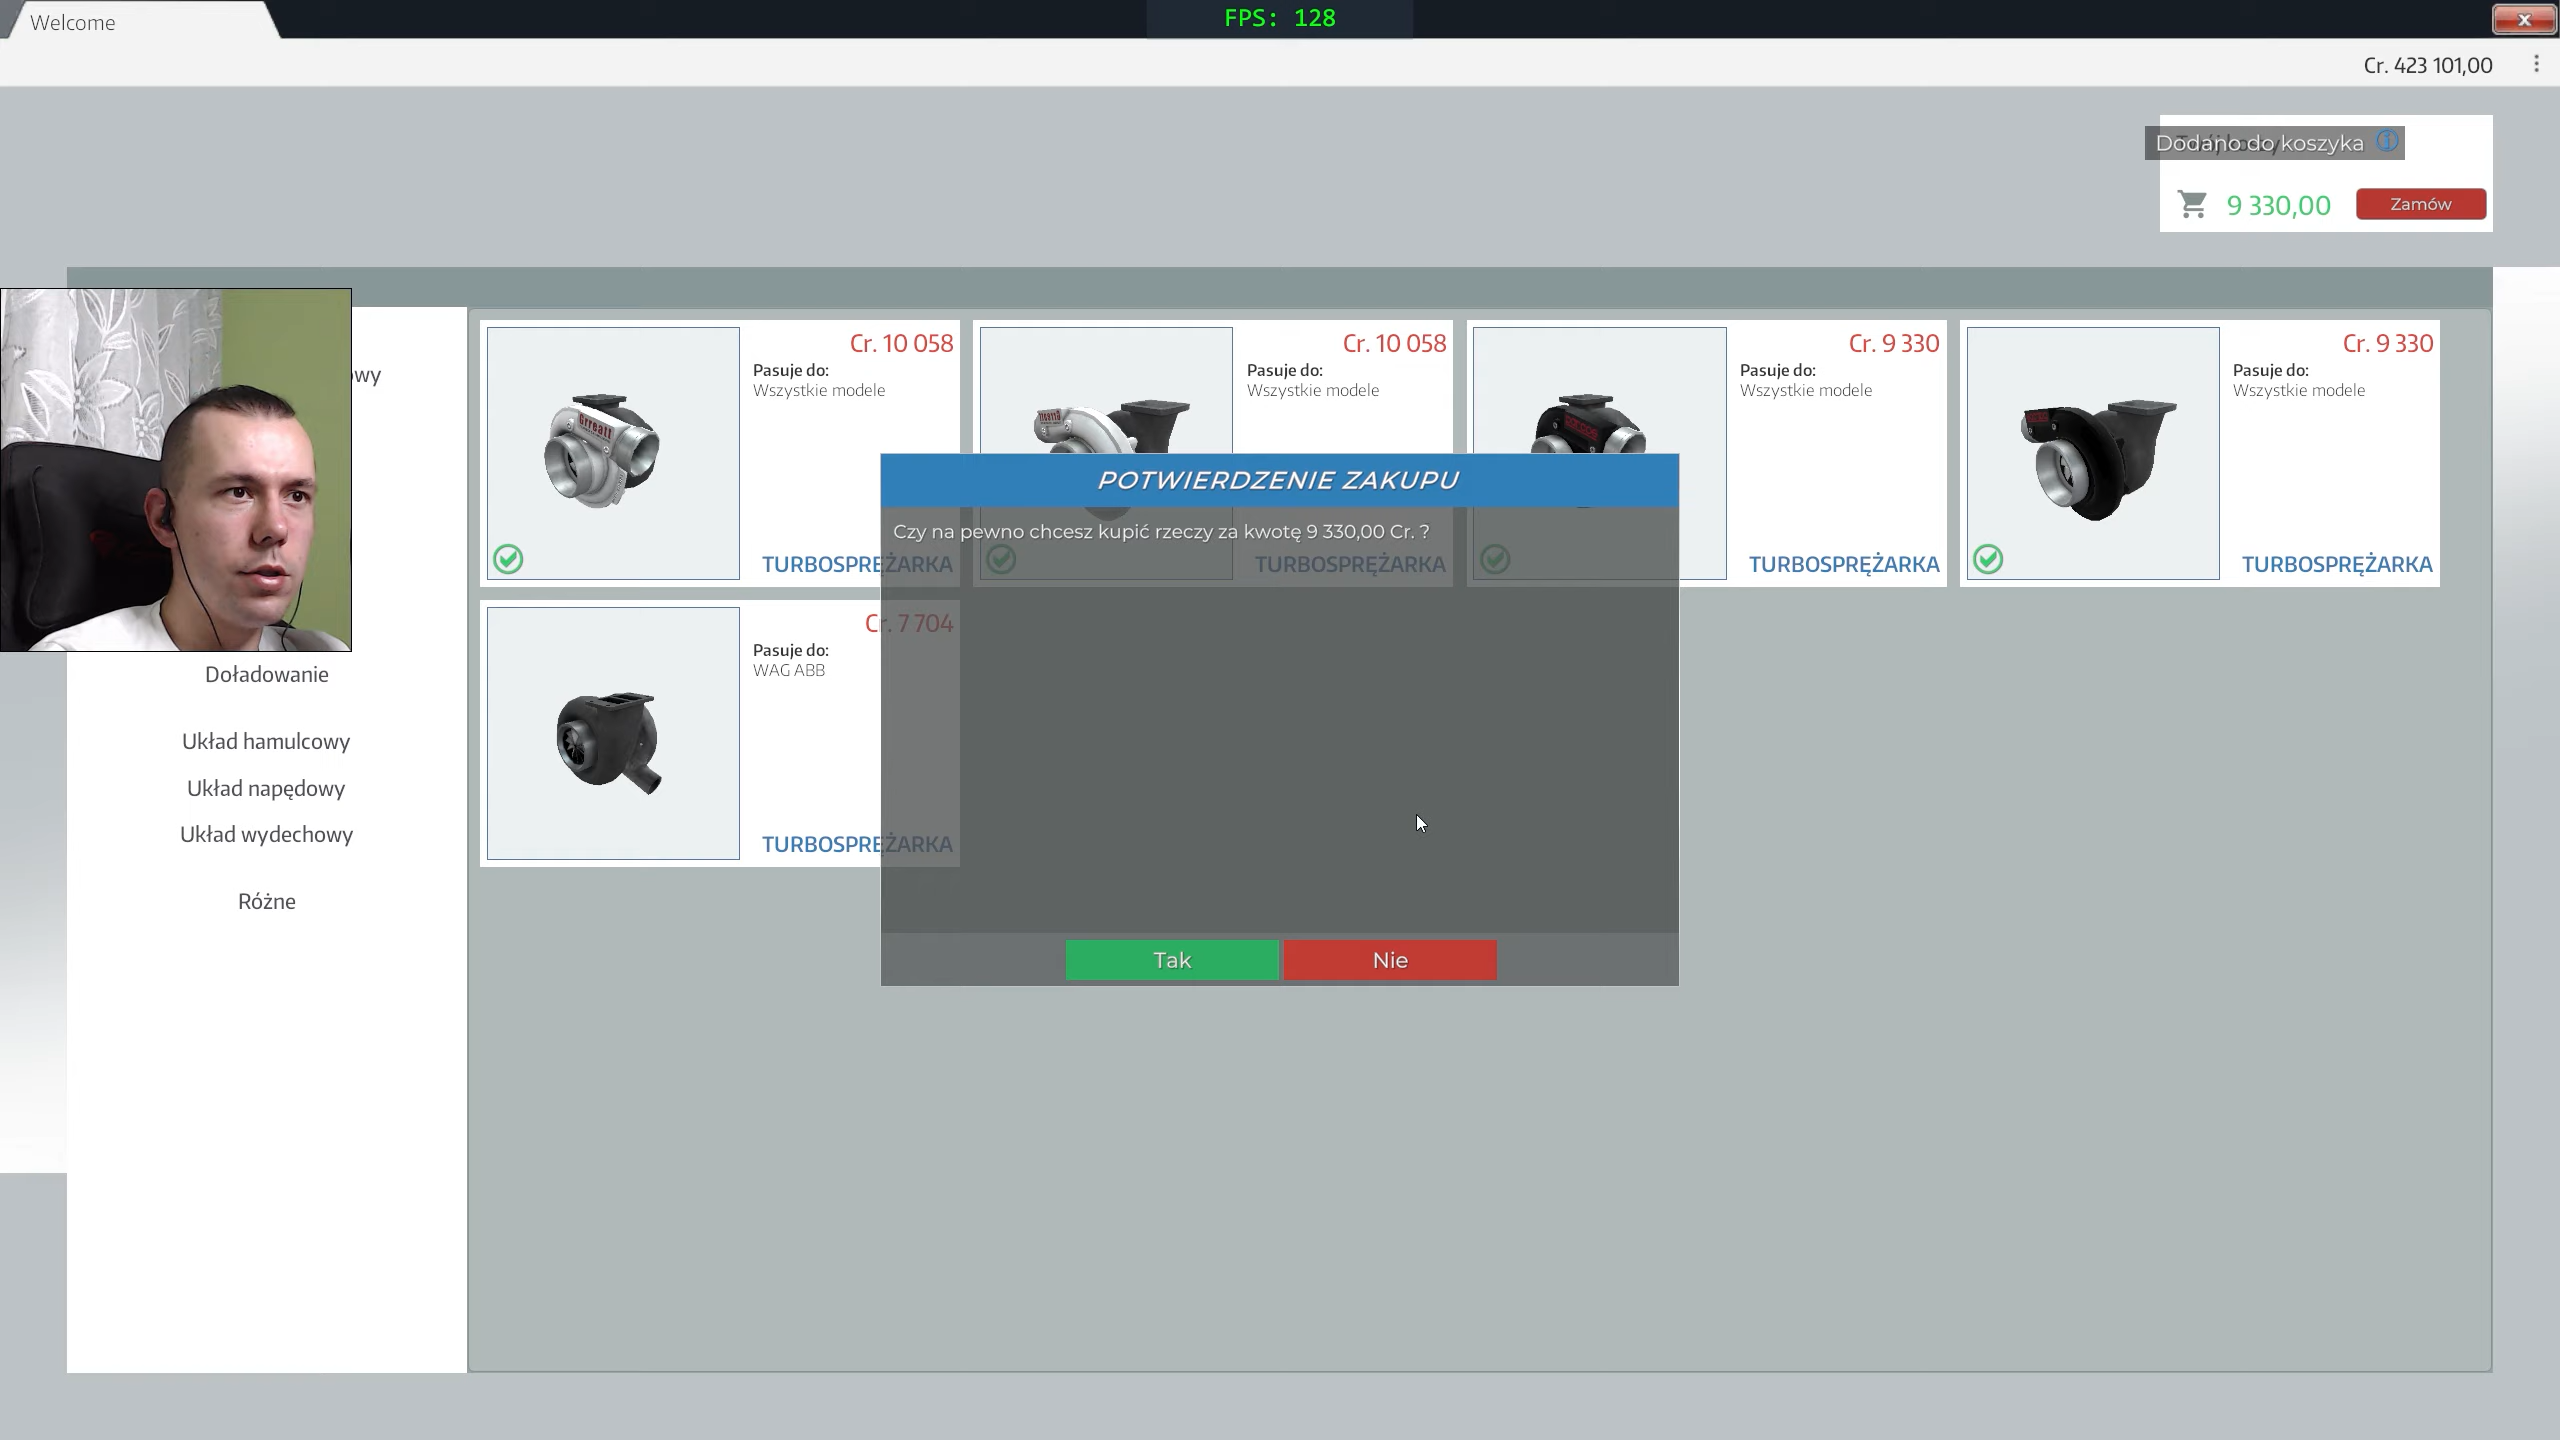 Welcome
FPS: 128
Cr. 423 101,00
Dodano do koszyka
9 330,00
Zamów
owy
Doładowanie
Układ hamulcowy
Układ napędowy
Układ wydechowy
Różne
Cr. 10 058
Pasuje do:
Wszystkie modele
TURBOSPRĘŻARKA
Cr. 10 058
Pasuje do:
Wszystkie modele
TURBOSPRĘŻARKA
Cr. 9 330
Pasuje do:
Wszystkie modele
TURBOSPRĘŻARKA
Cr. 9 330
Pasuje do:
Wszystkie modele
TURBOSPRĘŻARKA
Cr. 7 704
Pasuje do:
WAG ABB
TURBOSPRĘŻARKA
POTWIERDZENIE ZAKUPU
Czy na pewno chcesz kupić rzeczy za kwotę 9 330,00 Cr. ?
Tak
Nie